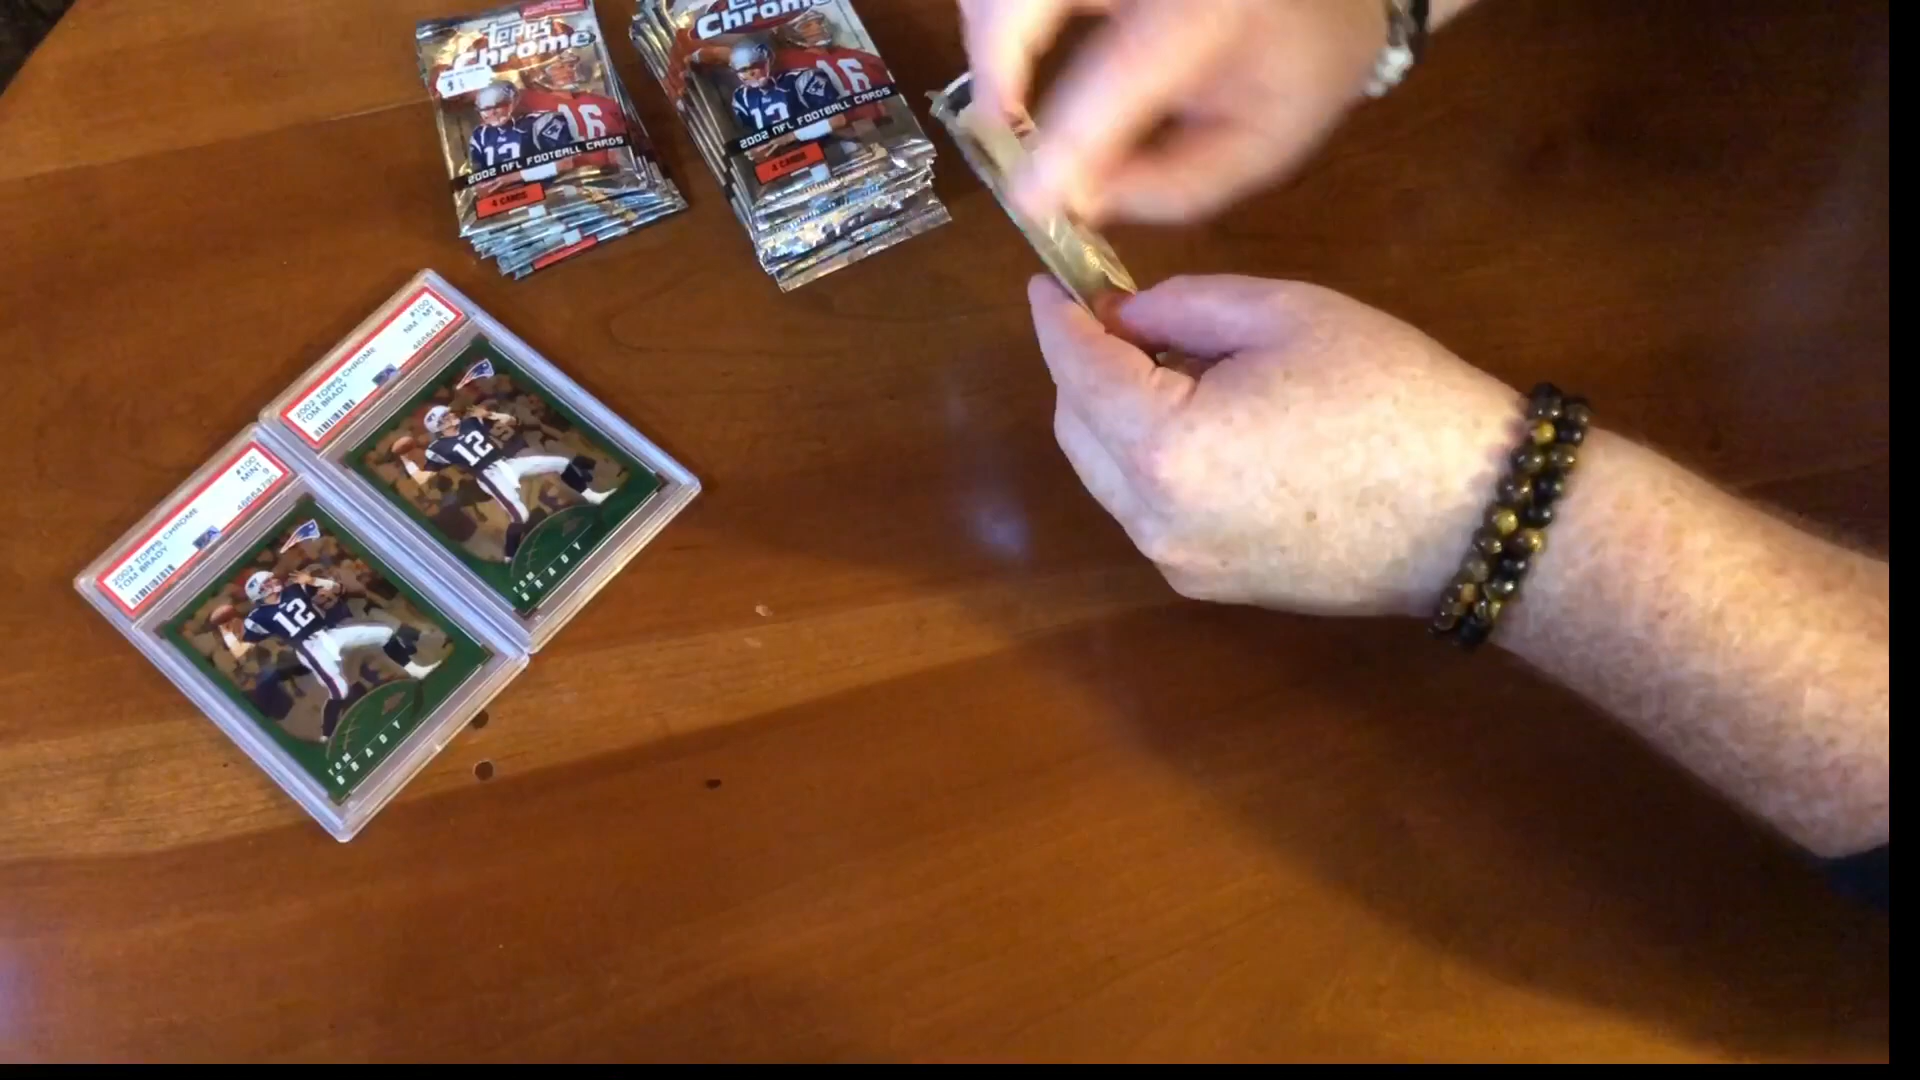 Topps
Chrome
16
12
2002 NFL FOOTBALL CARDS
4 CARDS
Chrome
16
12
2002 NFL FOOTBALL CARDS
4 CARDS
2002 TOPPS CHROME
TOM BRADY
#100
NM - MT
8
46664791
12
TOM
BRADY
2002 TOPPS CHROME
TOM BRADY
#100
MINT
9
46664790
12
TOM
BRADY